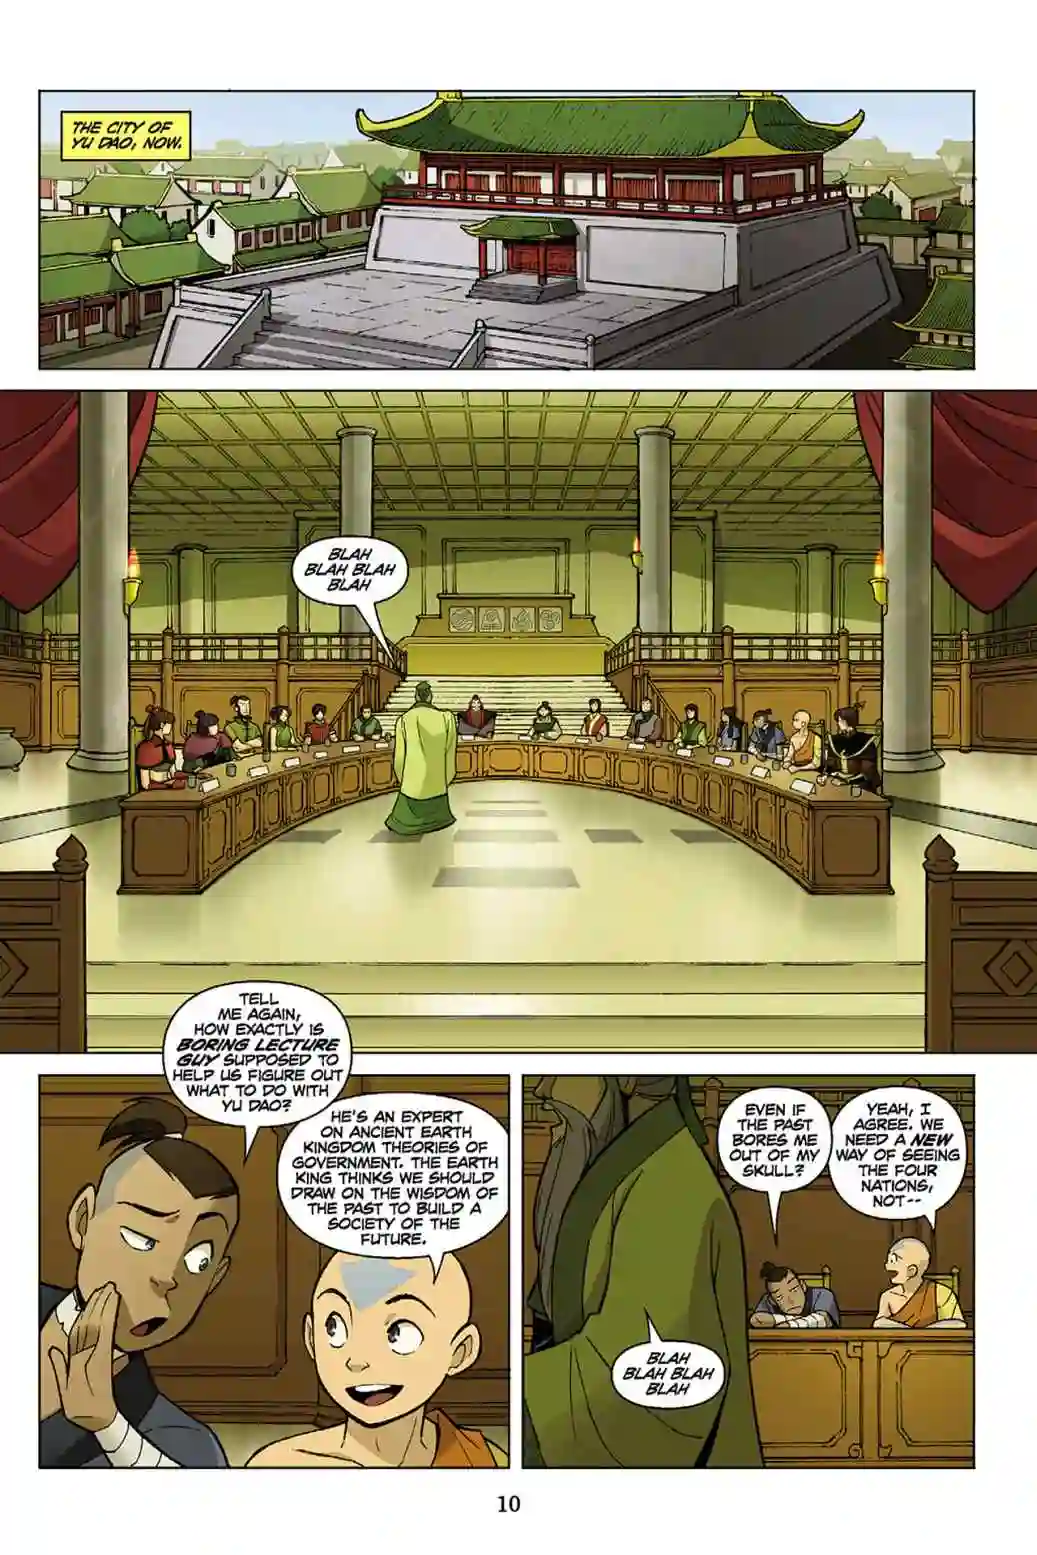 THE CITY OF
YU DAO, NOW.
BLAH
BLAH BLAH
BLAH
TELL
ME AGAIN,
HOW EXACTLY IS
BORING LECTURE
GUY SUPPOSED TO
HELP US FIGURE OUT
WHAT TO DO WITH
YU DAO?
HE'S AN EXPERT
ON ANCIENT EARTH
KINGDOM THEORIES OF
GOVERNMENT. THE EARTH
KING THINKS WE SHOULD
DRAW ON THE WISDOM OF
THE PAST TO BUILD A
SOCIETY OF THE
FUTURE.
EVEN IF
THE PAST
BORES ME
OUT OF MY
SKULL?
YEAH, I
AGREE. WE
NEED A NEW
WAY OF SEEING
THE FOUR
NATIONS,
NOT--
BLAH
BLAH BLAH
BLAH
10